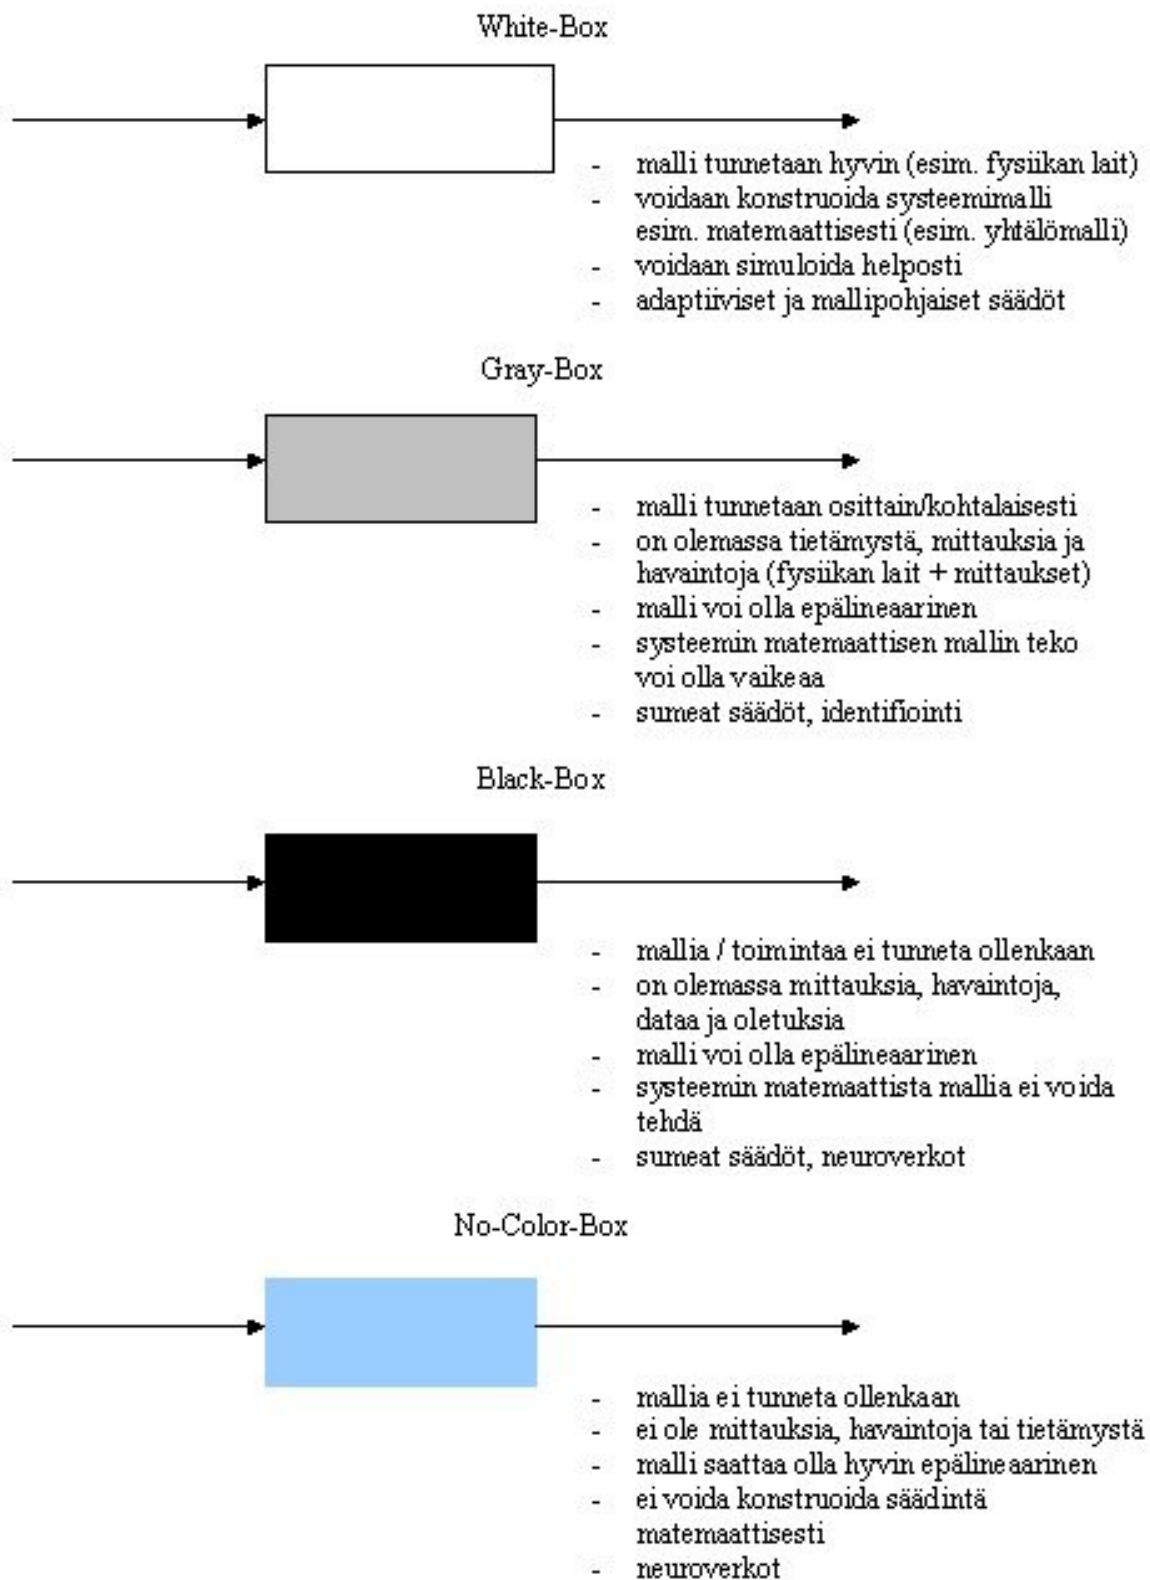 White-Box
- malli tunnetaan hyvin (esim. fysiikan lait)
- voidaan konstruoida systeemimalli
esim. matemaattisesti (esim. yhtälömalli)
- voidaan simuloida helposti
- adaptiiviset ja mallipohjaiset säädöt
Gray-Box
- malli tunnetaan osittain/kohtalaisesti
- on olemassa tietämystä, mittauksia ja
havaintoja (fysiikan lait + mittaukset)
- malli voi olla epälineaarinen
- systeemin matemaattisen mallin teko
voi olla vaikeaa
- sumeat säädöt, identifiointi
Black-Box
- mallia / toimintaa ei tunneta ollenkaan
- on olemassa mittauksia, havaintoja,
dataa ja oletuksia
- malli voi olla epälineaarinen
- systeemin matemaattista mallia ei voida
tehdä
- sumeat säädöt, neuroverkot
No-Color-Box
- mallia ei tunneta ollenkaan
- ei ole mittauksia, havaintoja tai tietämystä
- malli saattaa olla hyvin epälineaarinen
- ei voida konstruoida säädintä
matemaattisesti
- neuroverkot